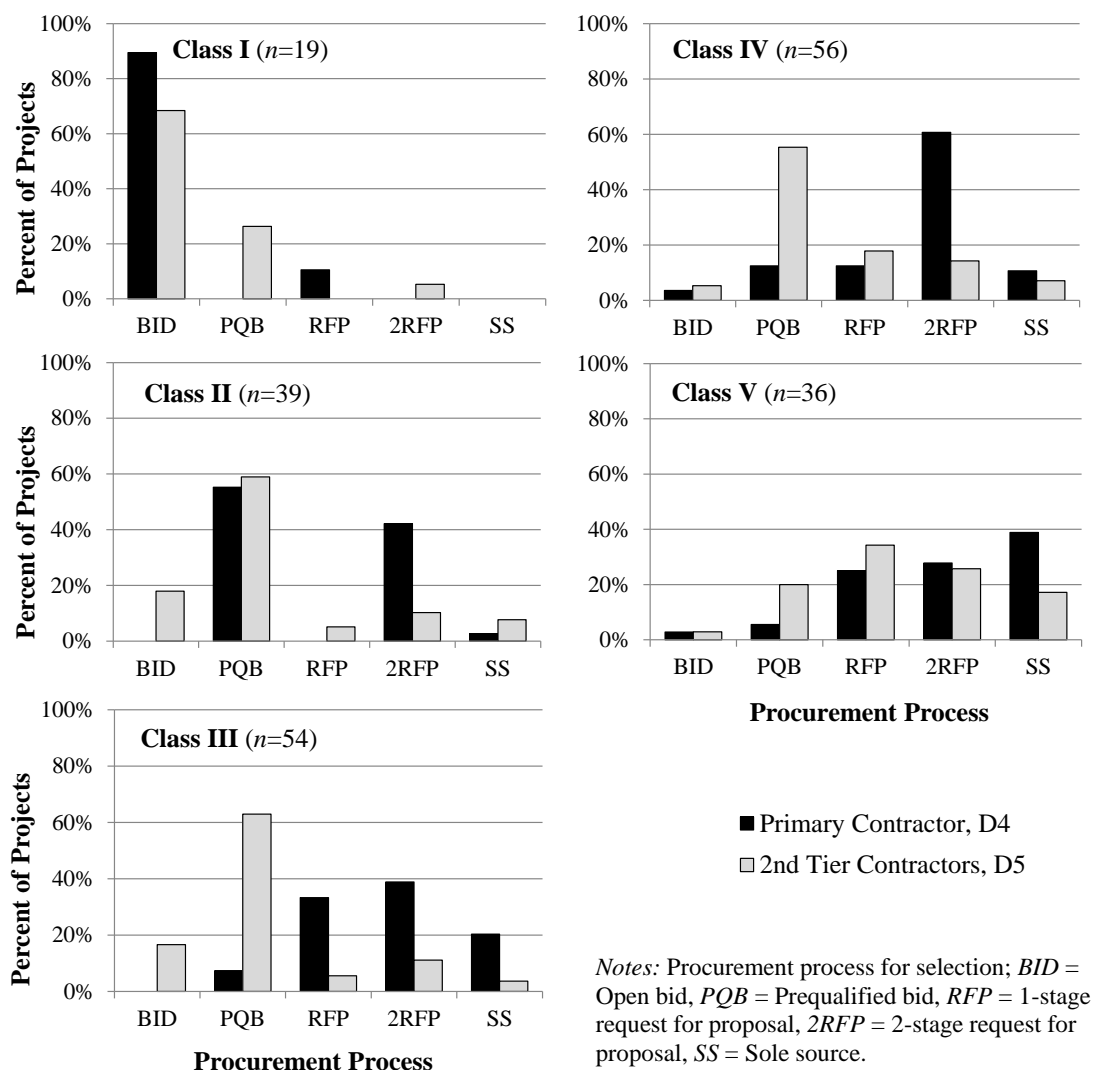 Class I (n=19)
Percent of Projects
100%
80%
60%
40%
20%
0%
BID PQB RFP 2RFP SS
Class II (n=39)
Percent of Projects
100%
80%
60%
40%
20%
0%
BID PQB RFP 2RFP SS
Class III (n=54)
Percent of Projects
100%
80%
60%
40%
20%
0%
BID PQB RFP 2RFP SS
Procurement Process
Class IV (n=56)
100%
80%
60%
40%
20%
0%
BID PQB RFP 2RFP SS
Class V (n=36)
100%
80%
60%
40%
20%
0%
BID PQB RFP 2RFP SS
Procurement Process
Primary Contractor, D4
2nd Tier Contractors, D5
Notes: Procurement process for selection; BID =
Open bid, PQB = Prequalified bid, RFP = 1-stage
request for proposal, 2RFP = 2-stage request for
proposal, SS = Sole source.